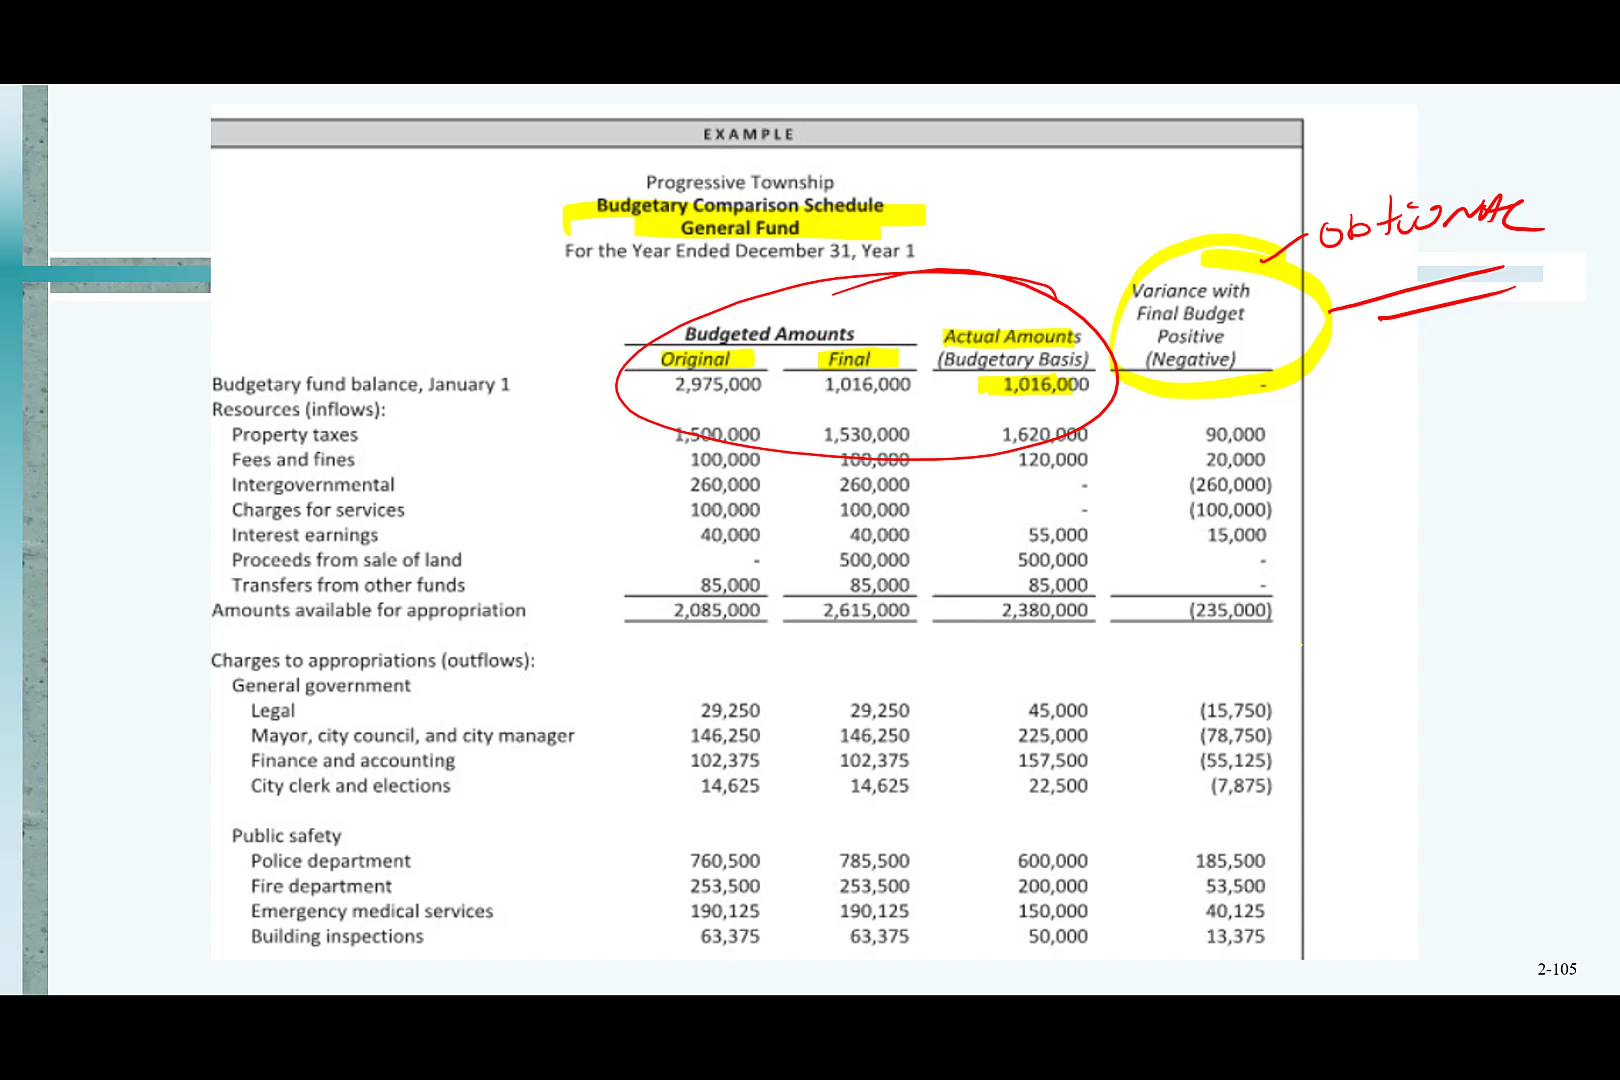 EXAMPLE
Progressive Township
Budgetary Comparison Schedule
General Fund
For the Year Ended December 31, Year 1
obtional
Variance with
Final Budget
Budgeted Amounts Actual Amounts Positive
Original Final (Budgetary Basis) (Negative)
Budgetary fund balance, January 1 2,975,000 1,016,000 1,016,000 -
Resources (inflows):
Property taxes 1,500,000 1,530,000 1,620,000 90,000
Fees and fines 100,000 100,000 120,000 20,000
Intergovernmental 260,000 260,000 - (260,000)
Charges for services 100,000 100,000 - (100,000)
Interest earnings 40,000 40,000 55,000 15,000
Proceeds from sale of land - 500,000 500,000 -
Transfers from other funds 85,000 85,000 85,000 -
Amounts available for appropriation 2,085,000 2,615,000 2,380,000 (235,000)
Charges to appropriations (outflows):
General government
Legal 29,250 29,250 45,000 (15,750)
Mayor, city council, and city manager 146,250 146,250 225,000 (78,750)
Finance and accounting 102,375 102,375 157,500 (55,125)
City clerk and elections 14,625 14,625 22,500 (7,875)
Public safety
Police department 760,500 785,500 600,000 185,500
Fire department 253,500 253,500 200,000 53,500
Emergency medical services 190,125 190,125 150,000 40,125
Building inspections 63,375 63,375 50,000 13,375
2-105